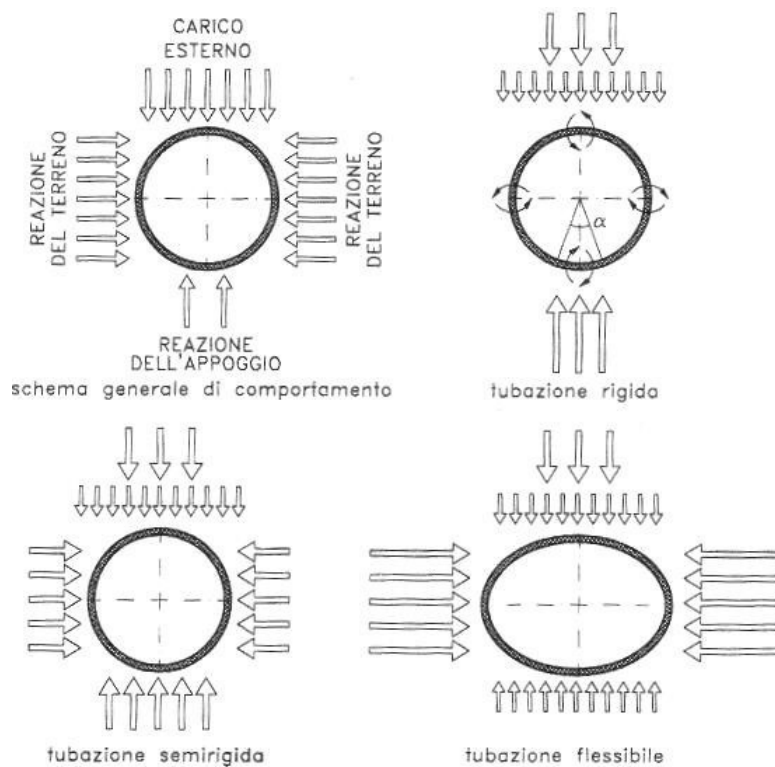 CARICO
ESTERNO
REAZIONE
DEL TERRENO
REAZIONE
DEL TERRENO
REAZIONE
DELL'APPOGGIO
schema generale di comportamento
α
tubazione rigida
tubazione semirigida
tubazione flessibile